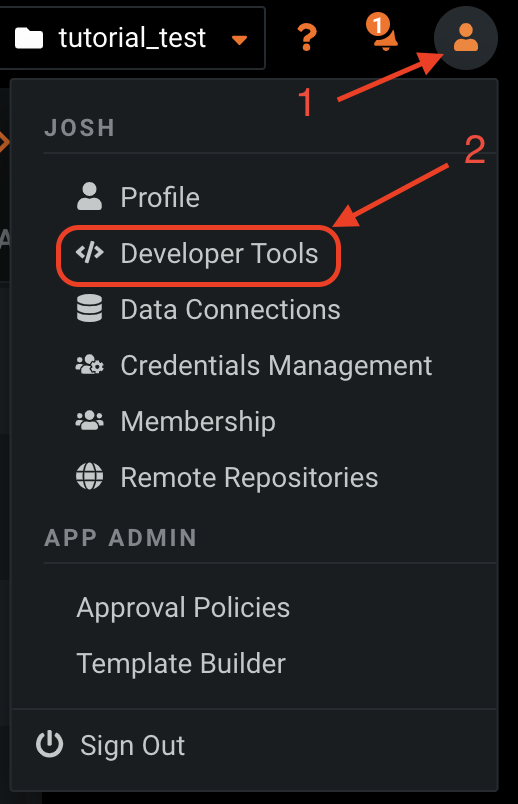 tutorial_test
?
1
1
JOSH
2
Profile
</> Developer Tools
Data Connections
Credentials Management
Membership
Remote Repositories
APP ADMIN
Approval Policies
Template Builder
Sign Out